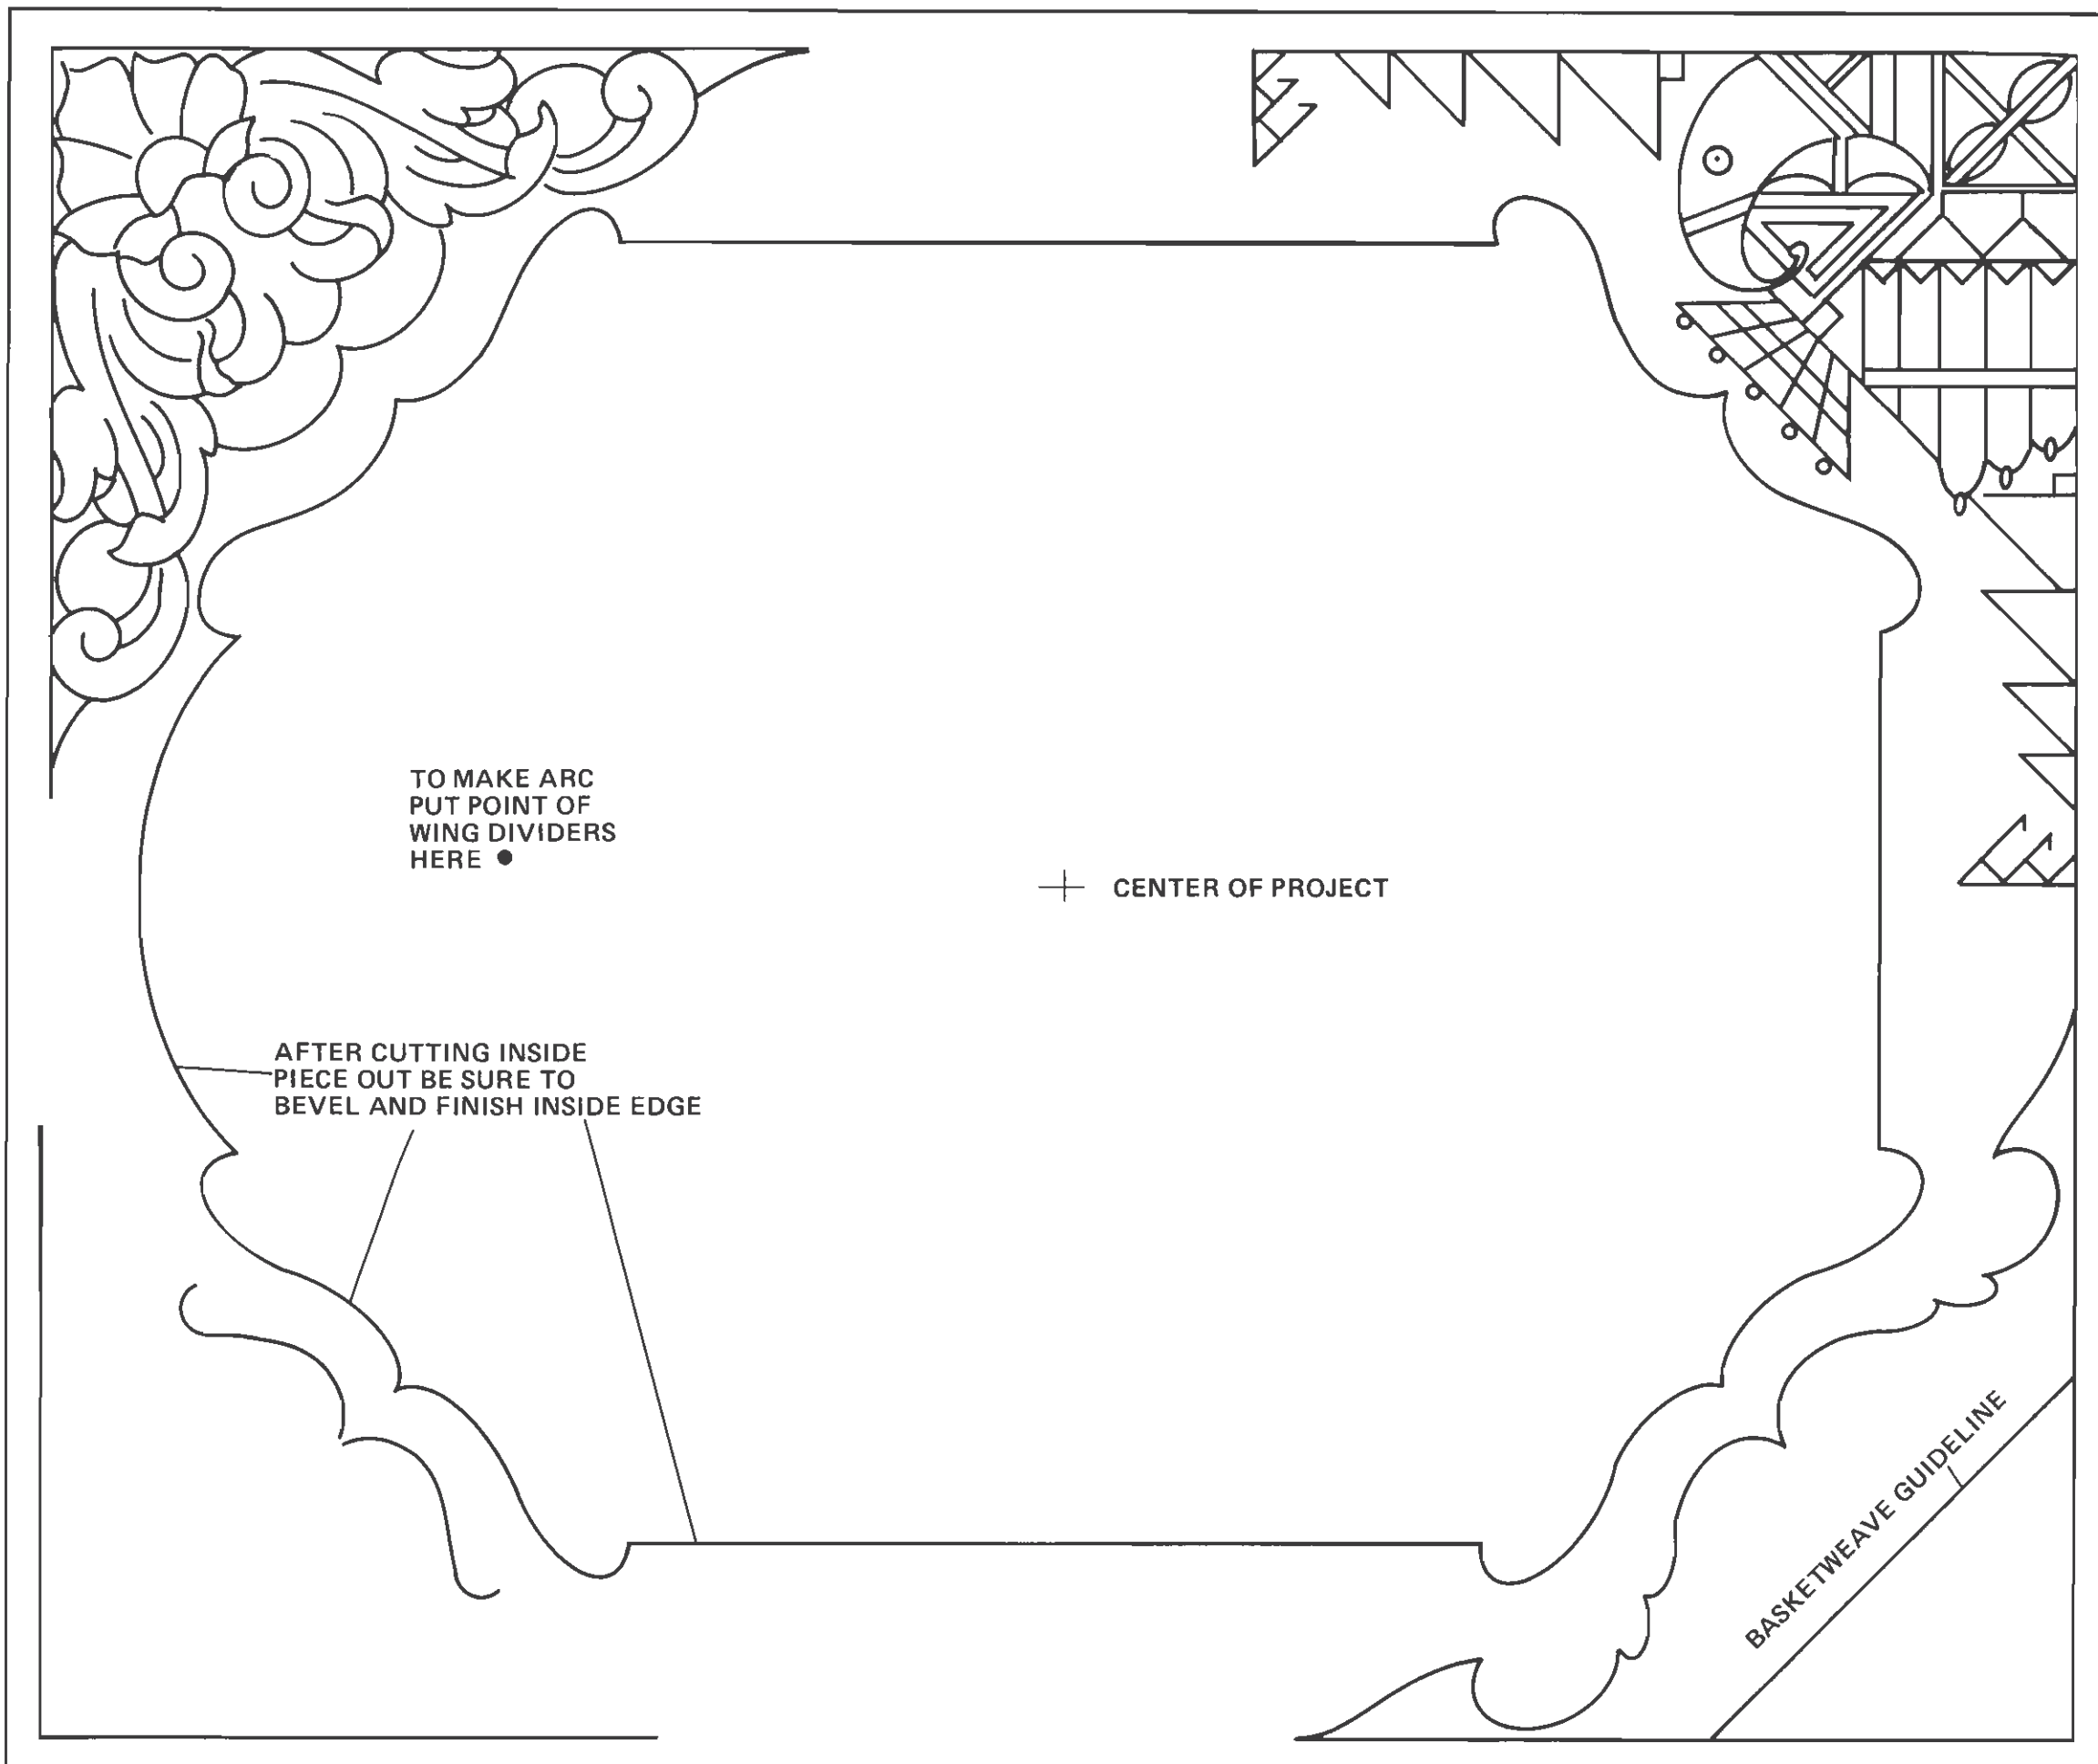 TO MAKE ARC
PUT POINT OF
WING DIVIDERS
HERE
CENTER OF PROJECT
AFTER CUTTING INSIDE
PIECE OUT BE SURE TO
BEVEL AND FINISH INSIDE EDGE
BASKETWEAVE GUIDELINE